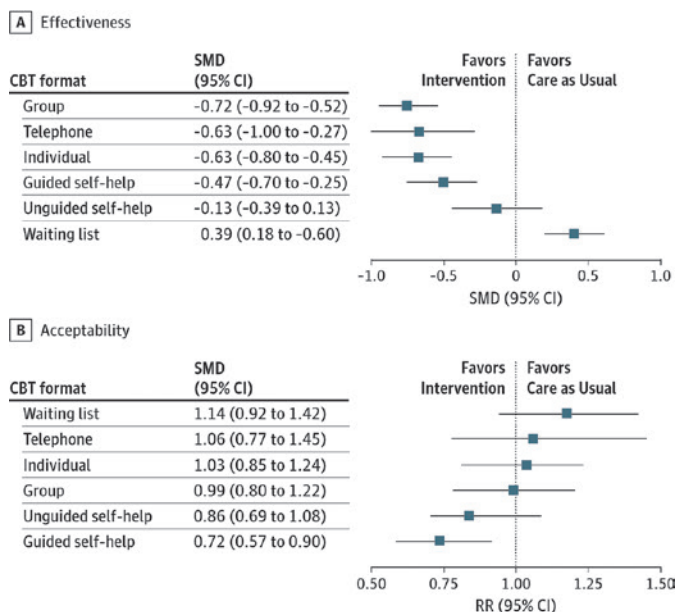 A Effectiveness
CBT format SMD (95% CI) Favors Intervention Favors Care as Usual
Group -0.72 (-0.92 to -0.52)
Telephone -0.63 (-1.00 to -0.27)
Individual -0.63 (-0.80 to -0.45)
Guided self-help -0.47 (-0.70 to -0.25)
Unguided self-help -0.13 (-0.39 to 0.13)
Waiting list 0.39 (0.18 to -0.60)
-1.0 -0.5 0 0.5 1.0
SMD (95% CI)
B Acceptability
CBT format SMD (95% CI) Favors Intervention Favors Care as Usual
Waiting list 1.14 (0.92 to 1.42)
Telephone 1.06 (0.77 to 1.45)
Individual 1.03 (0.85 to 1.24)
Group 0.99 (0.80 to 1.22)
Unguided self-help 0.86 (0.69 to 1.08)
Guided self-help 0.72 (0.57 to 0.90)
0.50 0.75 1.00 1.25 1.50
RR (95% CI)